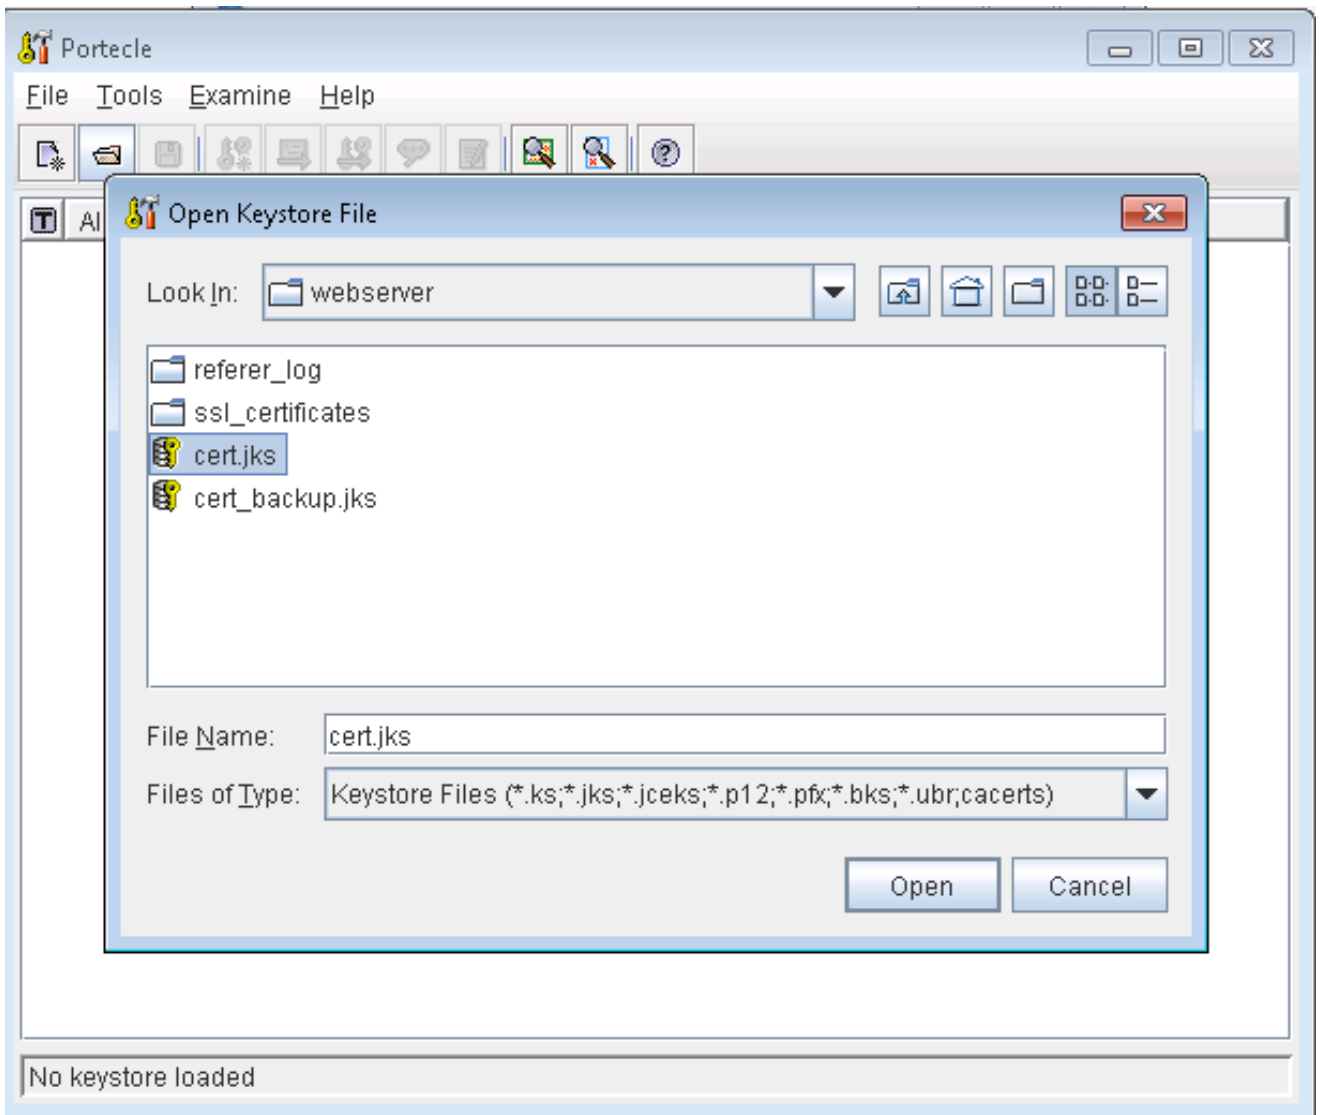 Portecle
File Tools Examine Help
T Al
Open Keystore File
Look In: webserver
referer_log
ssl_certificates
cert.jks
cert_backup.jks
File Name: cert.jks
Files of Type: Keystore Files (*.ks;*.jks;*.jceks;*.p12;*.pfx;*.bks;*.ubr;cacerts)
Open Cancel
No keystore loaded